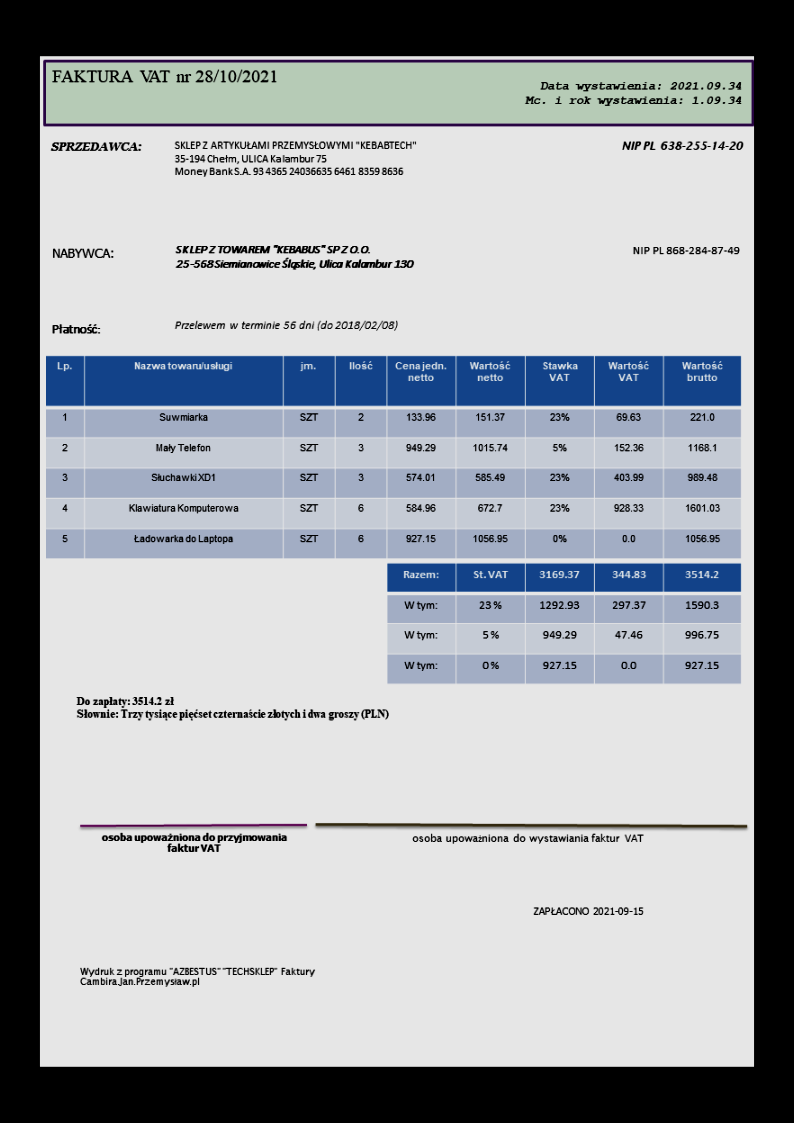 FAKTURA VAT nr 28/10/2021
Data wystawienia: 2021.09.34
Mc. i rok wystawienia: 1.09.34
SPRZEDAWCA: SKLEP Z ARTYKUŁAMI PRZEMYSŁOWYMI "KEBABTECH" NIP PL 638-255-14-20
35-194 Chełm, ULICA Kalambur 75
Money Bank S.A. 93 4365 24036635 6461 8359 8636
NABYWCA: SKLEP Z TOWAREM "KEBABUS" SP Z O.O. NIP PL 868-284-87-49
25-568 Siemianowice Śląskie, Ulica Kalambur 130
Płatność: Przelewem w terminie 56 dni (do 2018/02/08)
Lp. Nazwa towaru/usługi jm. Ilość Cena jedn. Wartość Stawka Wartość Wartość
netto netto VAT VAT brutto
1 Suwmiarka SZT 2 133.96 151.37 23% 69.63 221.0
2 Mały Telefon SZT 3 949.29 1015.74 5% 152.36 1168.1
3 Słuchawki XD1 SZT 3 574.01 585.49 23% 403.99 989.48
4 Klawiatura Komputerowa SZT 6 584.96 672.7 23% 928.33 1601.03
5 Ładowarka do Laptopa SZT 6 927.15 1056.95 0% 0.0 1056.95
Razem: St. VAT 3169.37 344.83 3514.2
W tym: 23% 1292.93 297.37 1590.3
W tym: 5% 949.29 47.46 996.75
W tym: 0% 927.15 0.0 927.15
Do zapłaty: 3514.2 zł
Słownie: Trzy tysiące pięćset czternaście złotych i dwa groszy (PLN)
osoba upoważniona do przyjmowania osoba upoważniona do wystawiania faktur VAT
faktur VAT
ZAPŁACONO 2021-09-15
Wydruk z programu "AZBESTUS" "TECHSKLEP" Faktury
Cambira.Jan.Przemysław.pl